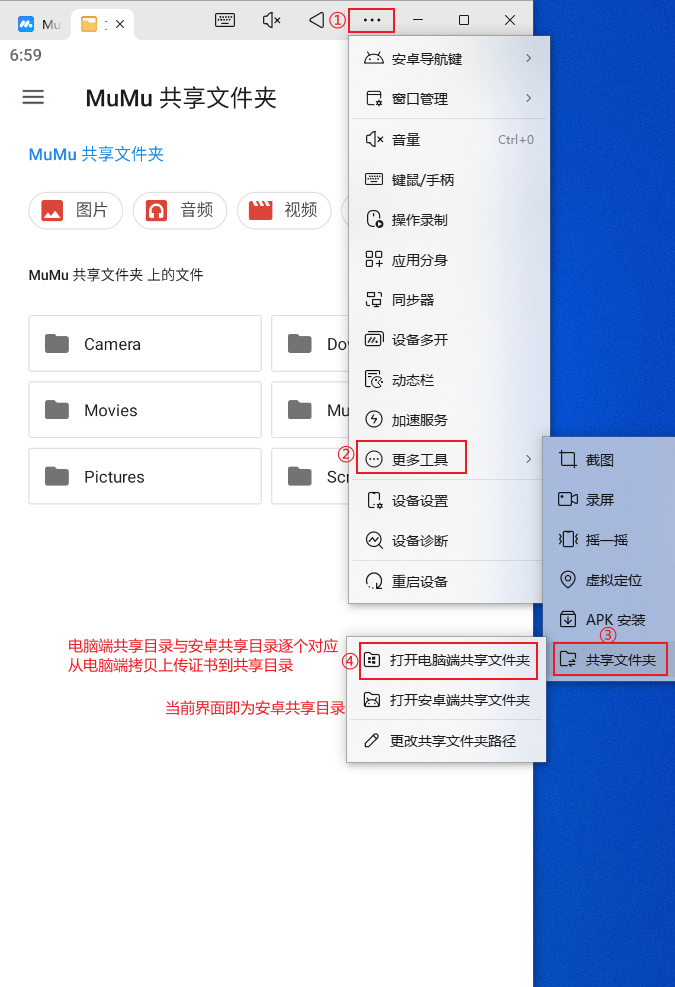 Mu
①
6:59
MuMu 共享文件夹
MuMu 共享文件夹
图片
音频
视频
MuMu 共享文件夹 上的文件
Camera
Movies
Pictures
安卓导航键
窗口管理
音量 Ctrl+0
键鼠/手柄
操作录制
应用分身
同步器
设备多开
动态栏
加速服务
② 更多工具
设备设置
设备诊断
重启设备
截图
录屏
摇一摇
虚拟定位
APK 安装
③
共享文件夹
电脑端共享目录与安卓共享目录逐个对应
从电脑端拷贝上传证书到共享目录
当前界面即为安卓共享目录
④ 打开电脑端共享文件夹
打开安卓端共享文件夹
更改共享文件夹路径